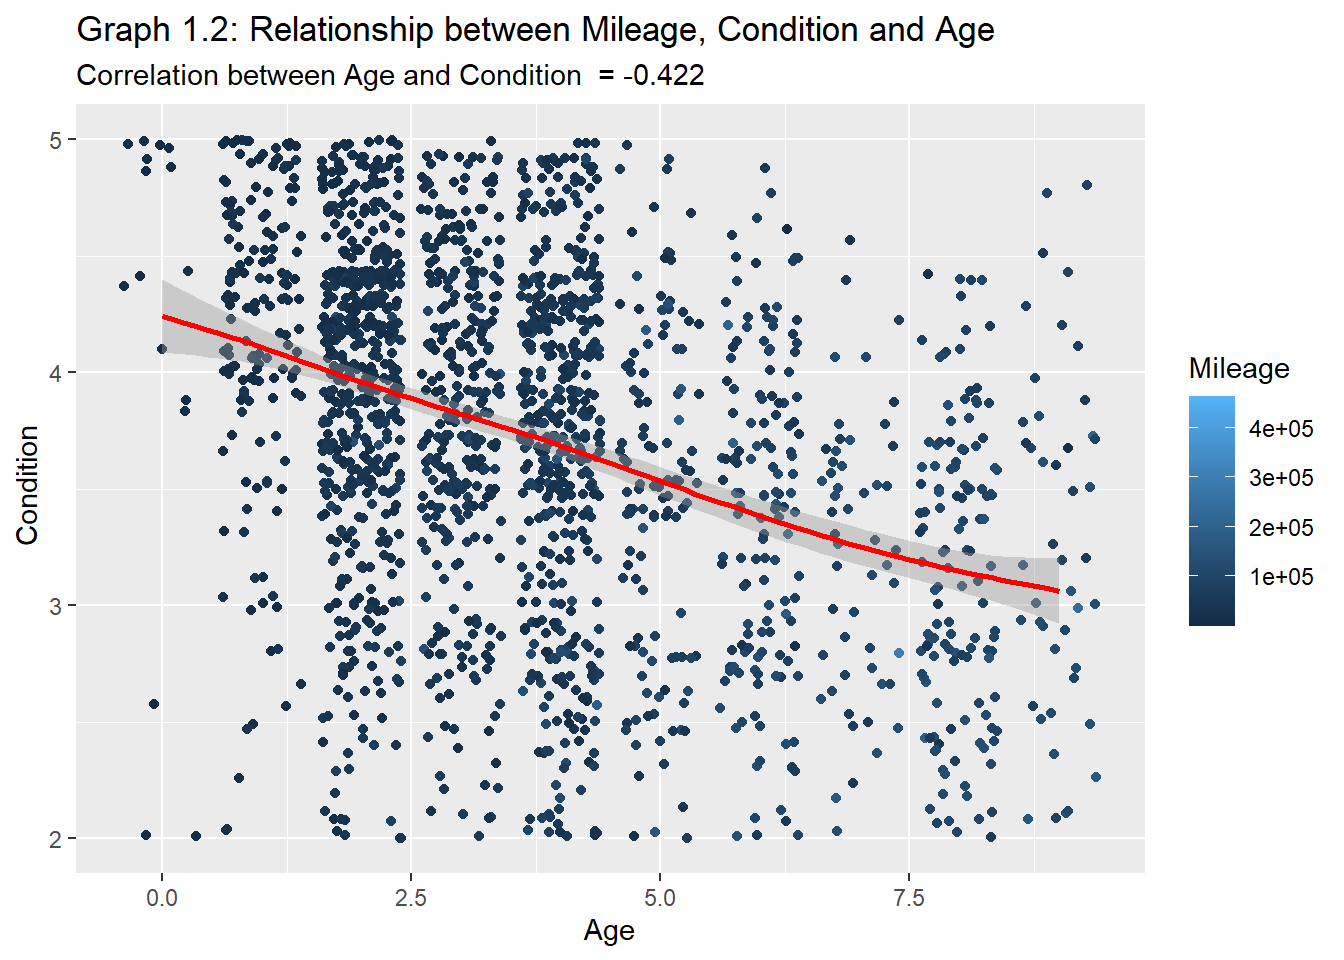 Graph 1.2: Relationship between Mileage, Condition and Age
Correlation between Age and Condition  = -0.422
Condition
5
4
3
2
0.0 2.5 5.0 7.5
Age
Mileage
4e+05
3e+05
2e+05
1e+05